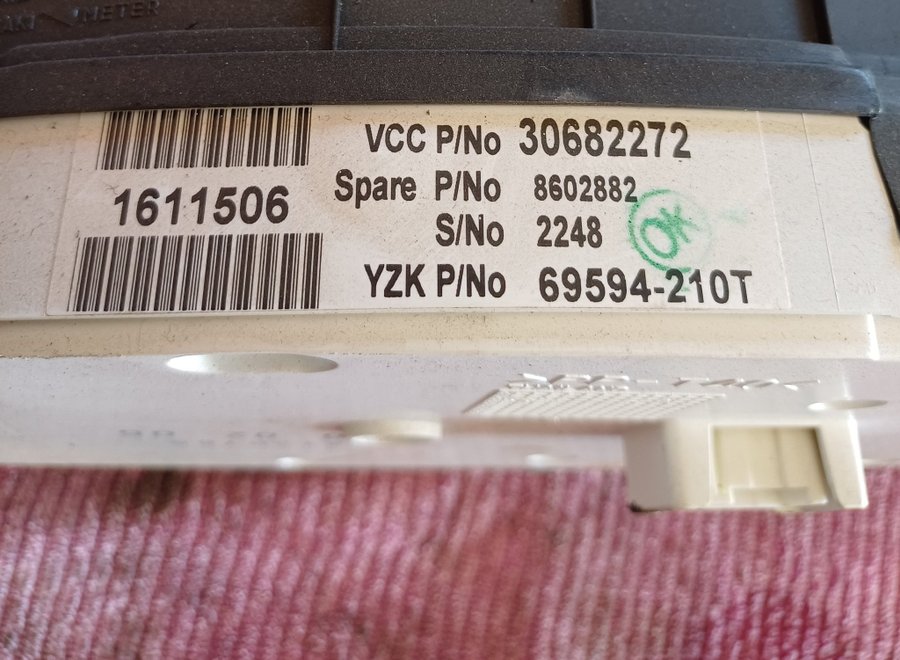 METER
VCC P/No 30682272
1611506
Spare P/No 8602882
S/No 2248
OK
YZK P/No 69594-210T